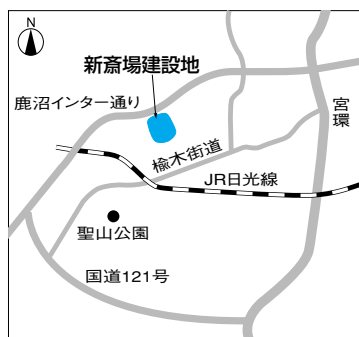 N
新斎場建設地
鹿沼インター通り
宮環
楡木街道
JR日光線
聖山公園
国道121号